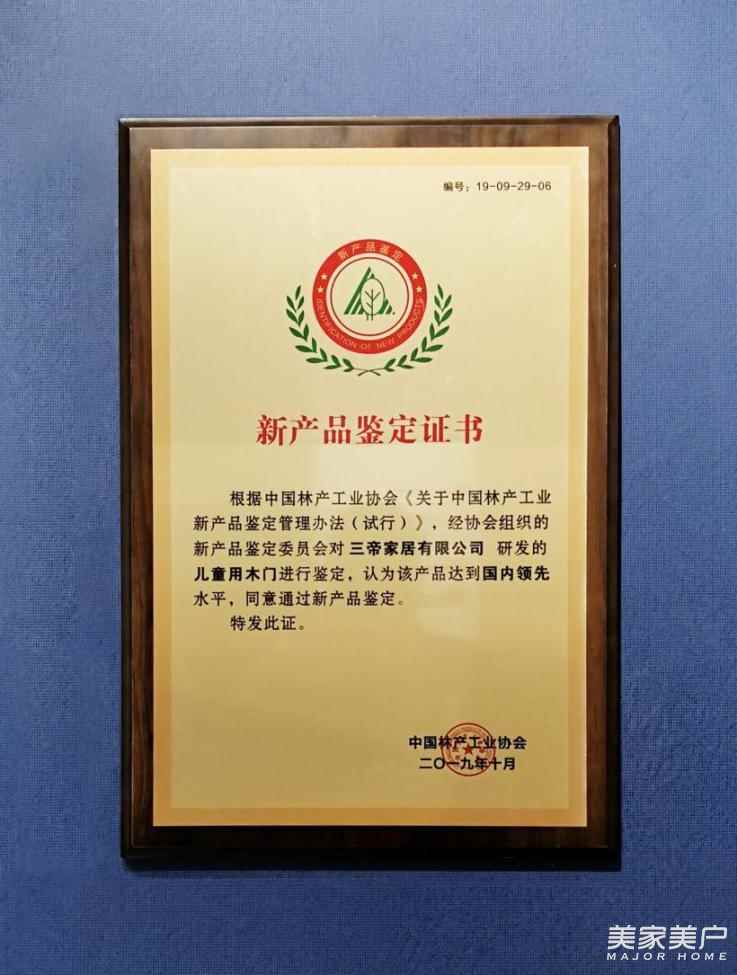 编号：19-09-29-06
新产品鉴定
IDENTIFICATION OF NEW PRODUCTS
新产品鉴定证书
根据中国林产工业协会《关于中国林产工业
新产品鉴定管理办法（试行）》，经协会组织的
新产品鉴定委员会对 三帝家居有限公司 研发的
儿童用木门进行鉴定，认为该产品达到国内领先
水平，同意通过新产品鉴定。
特发此证。
中国林产工业协会
二〇一九年十月
美家美户
MAJOR HOME